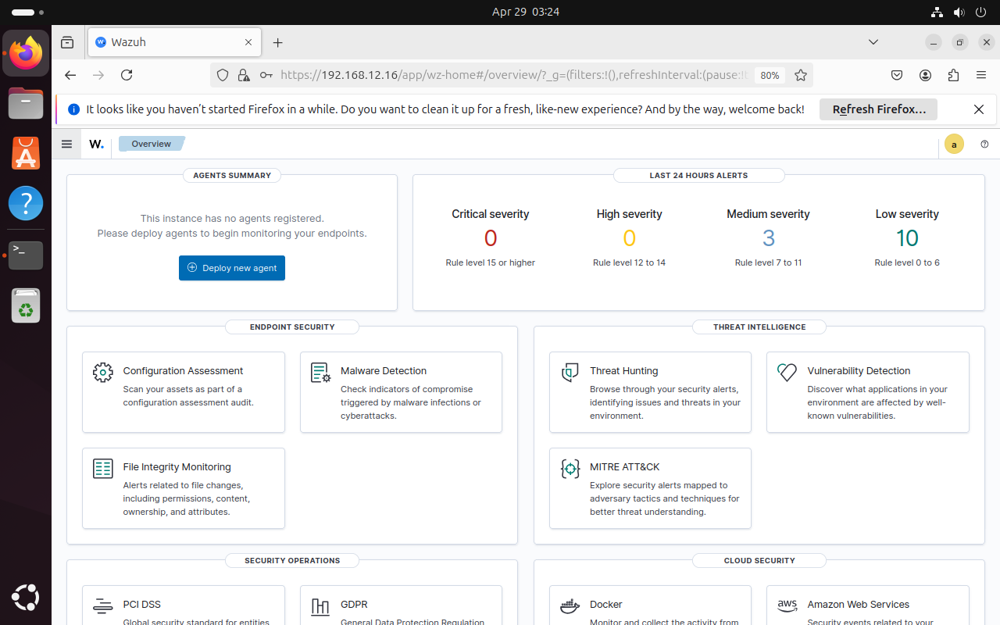 Apr 29 03:24
Wazuh
https://192.168.12.16/app/wz-home#/overview/?_g=(filters:!(),refreshInterval:(pause:!t
80%
It looks like you haven't started Firefox in a while. Do you want to clean it up for a fresh, like-new experience? And by the way, welcome back!
Refresh Firefox...
W.
Overview
a
AGENTS SUMMARY
This instance has no agents registered.
Please deploy agents to begin monitoring your endpoints.
Deploy new agent
LAST 24 HOURS ALERTS
Critical severity
0
Rule level 15 or higher
High severity
0
Rule level 12 to 14
Medium severity
3
Rule level 7 to 11
Low severity
10
Rule level 0 to 6
ENDPOINT SECURITY
Configuration Assessment
Scan your assets as part of a
configuration assessment audit.
Malware Detection
Check indicators of compromise
triggered by malware infections or
cyberattacks.
File Integrity Monitoring
Alerts related to file changes,
including permissions, content,
ownership, and attributes.
THREAT INTELLIGENCE
Threat Hunting
Browse through your security alerts,
identifying issues and threats in your
environment.
Vulnerability Detection
Discover what applications in your
environment are affected by well-
known vulnerabilities.
MITRE ATT&CK
Explore security alerts mapped to
adversary tactics and techniques for
better threat understanding.
SECURITY OPERATIONS
PCI DSS
Global security standard for entities
GDPR
General Data Protection Regulation
CLOUD SECURITY
Docker
Monitor and collect the activity from
aws
Amazon Web Services
Security events related to your